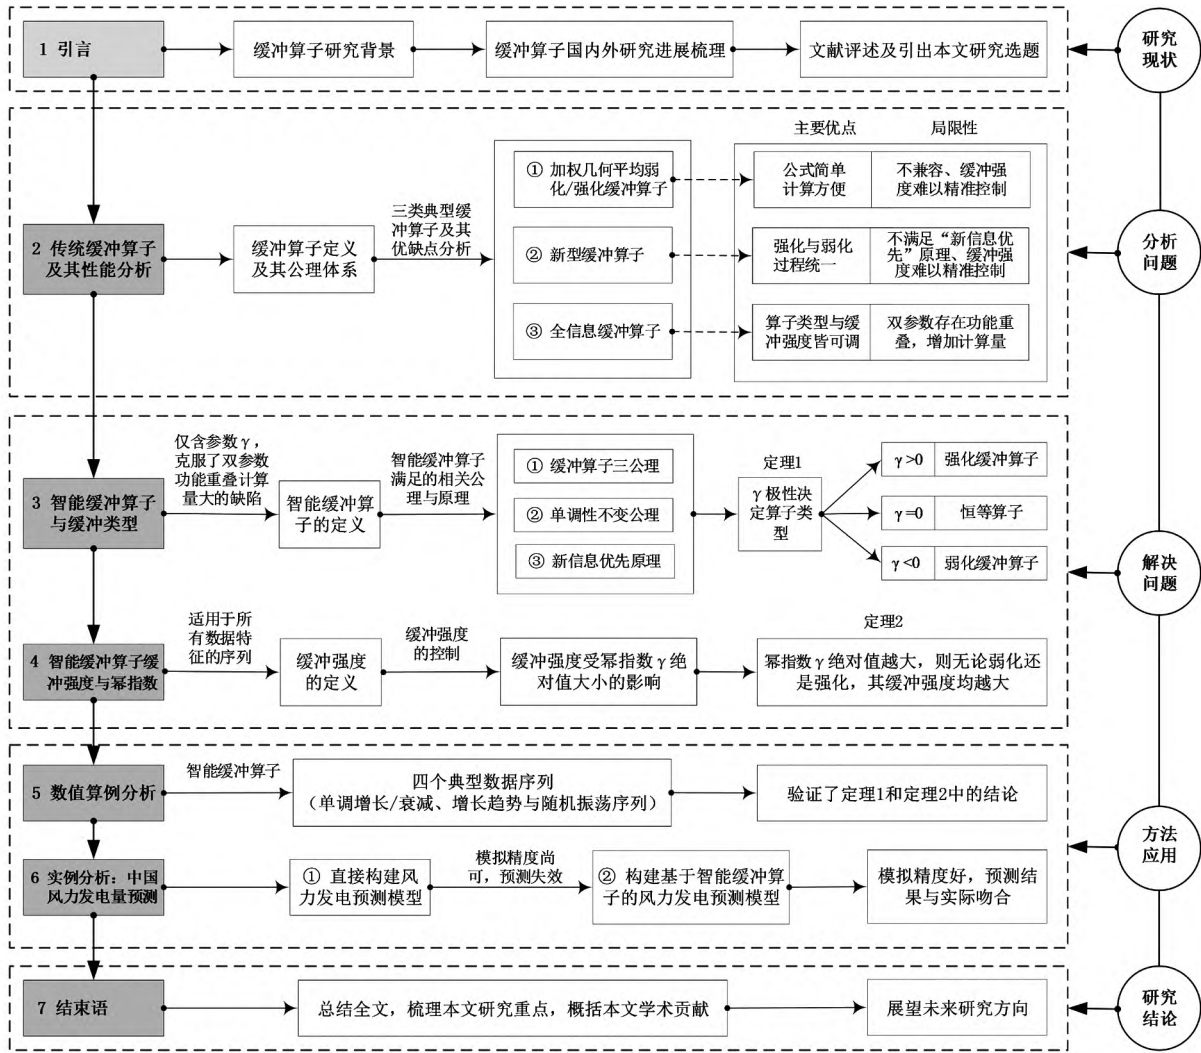 1 引言
缓冲算子研究背景
缓冲算子国内外研究进展梳理
文献评述及引出本文研究选题
研究
现状
主要优点
局限性
2 传统缓冲算子
及其性能分析
缓冲算子定义
及其公理体系
三类典型缓
冲算子及其
优缺点分析
① 加权几何平均弱
化/强化缓冲算子
公式简单
计算方便
不兼容、缓冲强
度难以精准控制
② 新型缓冲算子
强化与弱化
过程统一
不满足“新信息优
先”原理、缓冲强
度难以精准控制
③ 全信息缓冲算子
算子类型与缓
冲强度皆可调
双参数存在功能重
叠，增加计算量
分析
问题
3 智能缓冲算子
与缓冲类型
仅含参数γ，
克服了双参数
功能重叠计算
量大的缺陷
智能缓冲算
子的定义
智能缓冲算子
满足的相关公
理与原理
① 缓冲算子三公理
② 单调性不变公理
③ 新信息优先原理
定理1
γ极性决
定算子类
型
γ>0
强化缓冲算子
γ=0
恒等算子
γ<0
弱化缓冲算子
解决
问题
4 智能缓冲算子缓
冲强度与幂指数
适用于所
有数据特
征的序列
缓冲强度
的定义
缓冲强度
的控制
缓冲强度受幂指数γ绝
对值大小的影响
定理2
幂指数γ绝对值越大，则无论弱化还
是强化，其缓冲强度均越大
5 数值算例分析
智能缓冲算子
四个典型数据序列
（单调增长/衰减、增长趋势与随机振荡序列）
验证了定理1和定理2中的结论
方法
应用
6 实例分析：中国
风力发电量预测
① 直接构建风
力发电预测模型
模拟精度尚
可，预测失效
② 构建基于智能缓冲算
子的风力发电预测模型
模拟精度好，预测结
果与实际吻合
7 结束语
总结全文，梳理本文研究重点，概括本文学术贡献
展望未来研究方向
研究
结论